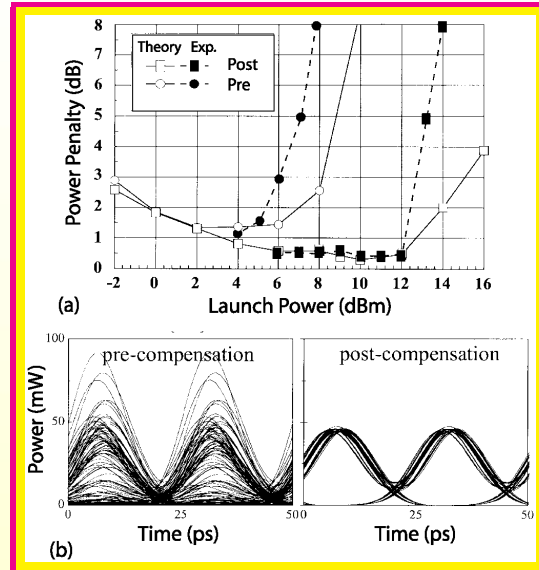 8
7
6
5
4
3
2
1
0
Power Penalty (dB)
Theory Exp.
Post
Pre
-2 0 2 4 6 8 10 12 14 16
(a) Launch Power (dBm)
100
50
0
Power (mW)
pre-compensation
post-compensation
0 25 50 25 50
Time (ps) Time (ps)
(b)